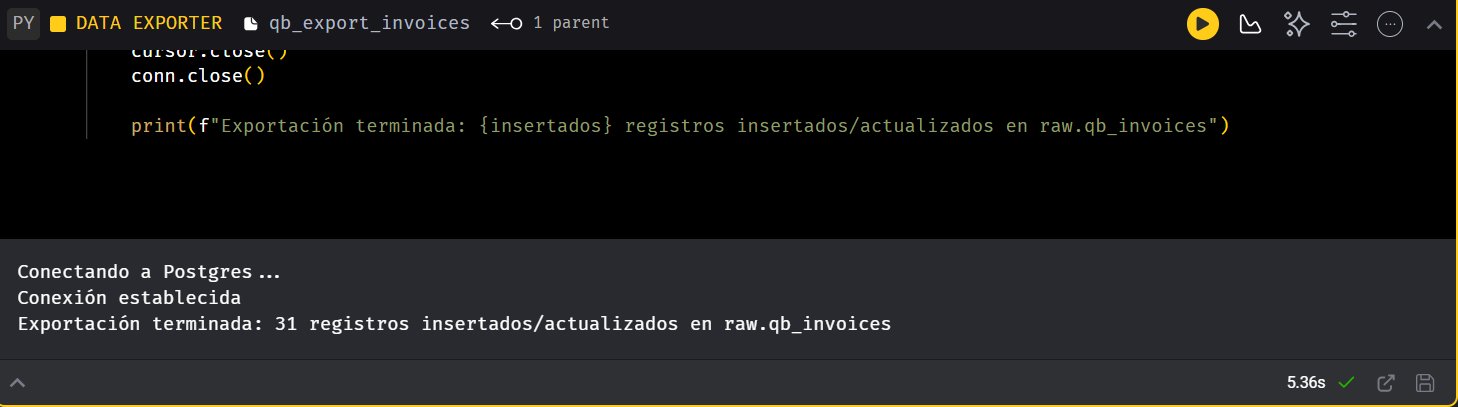 PY DATA EXPORTER qb_export_invoices 1 parent
cursor.close()
conn.close()
print(f"Exportación terminada: {insertados} registros insertados/actualizados en raw.qb_invoices")
Conectando a Postgres...
Conexión establecida
Exportación terminada: 31 registros insertados/actualizados en raw.qb_invoices
5.36s